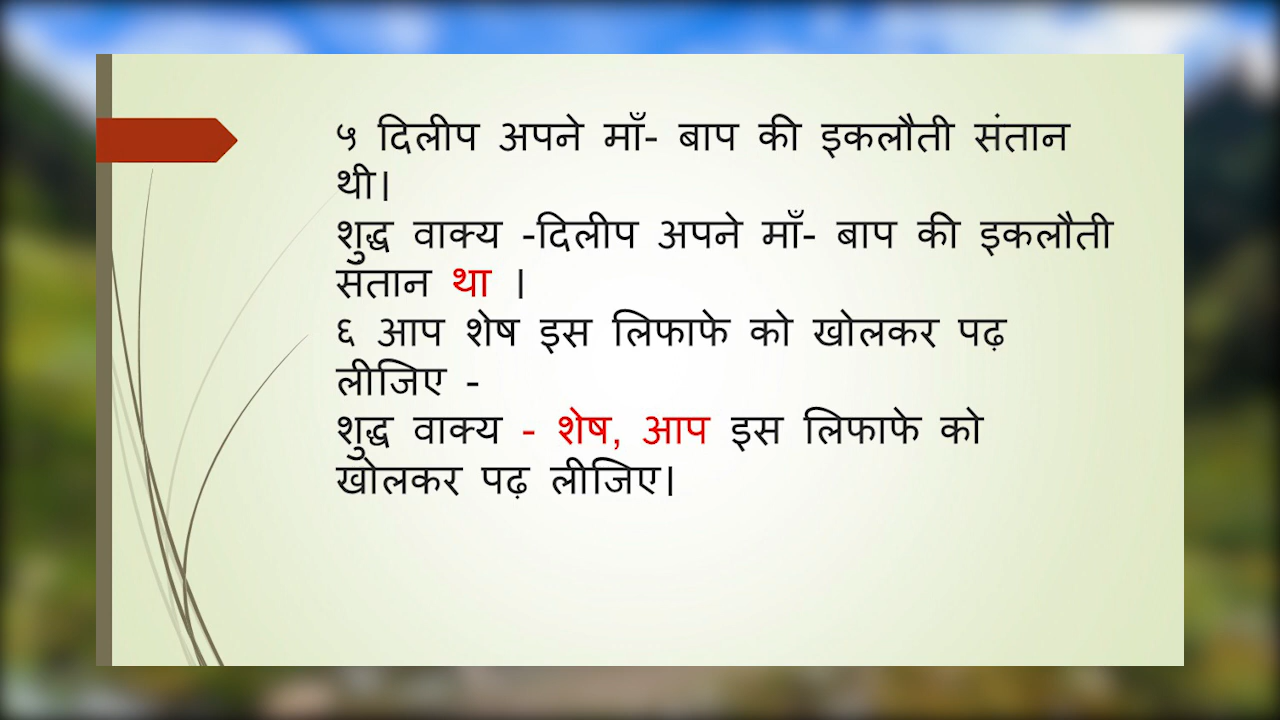 ५ दिलीप अपने माँ- बाप की इकलौती संतान
थी।
शुद्ध वाक्य -दिलीप अपने माँ- बाप की इकलौती
संतान था ।
६ आप शेष इस लिफाफे को खोलकर पढ़
लीजिए -
शुद्ध वाक्य - शेष, आप इस लिफाफे को
खोलकर पढ़ लीजिए।